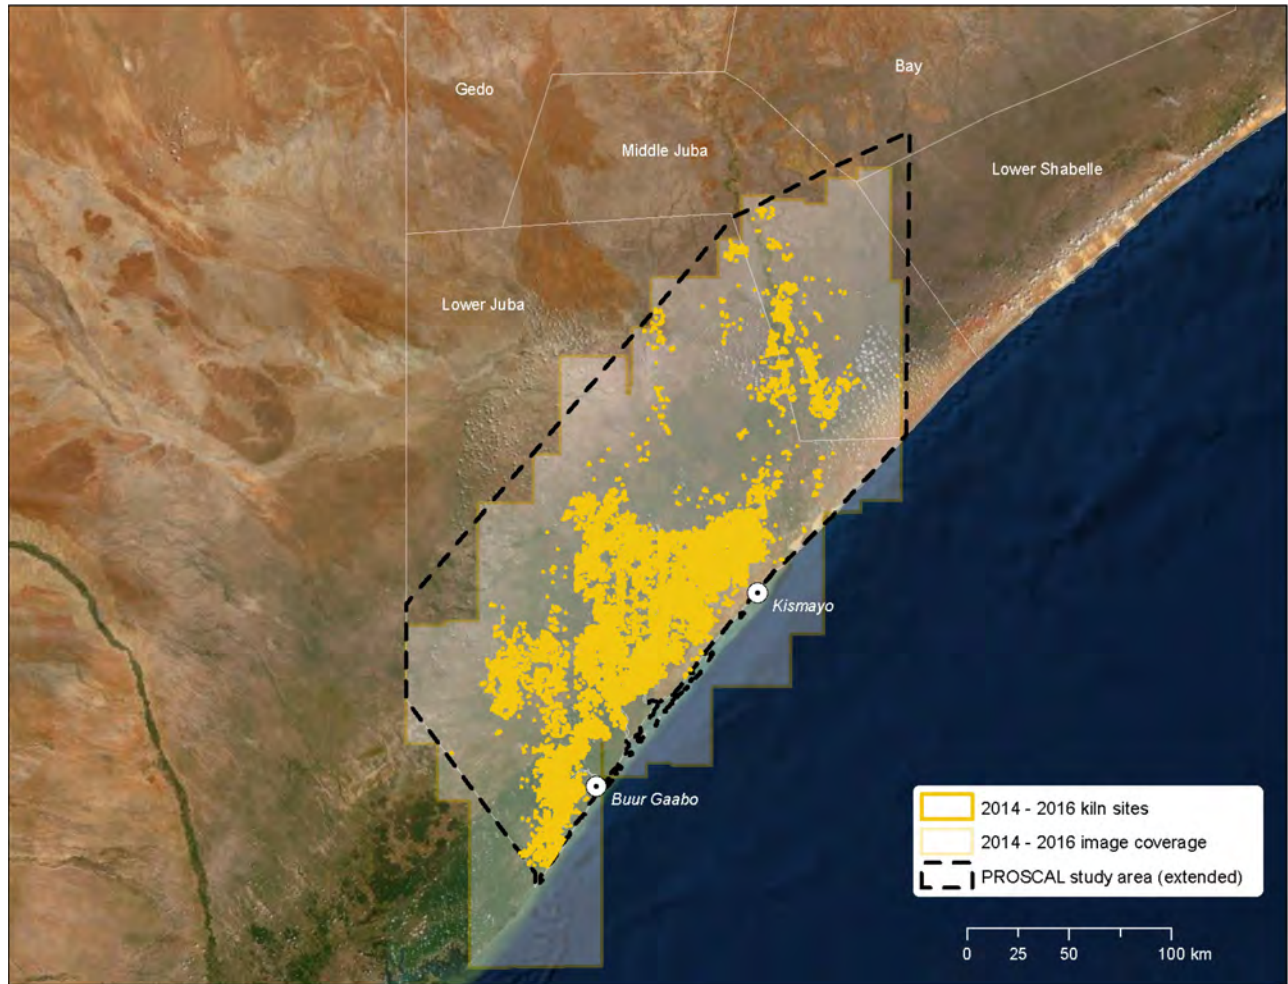 Bay
Gedo
Middle Juba
Lower Shabelle
Lower Juba
Kismayo
Buur Gaabo
2014 - 2016 kiln sites
2014 - 2016 image coverage
PROSCAL study area (extended)
0 25 50 100 km